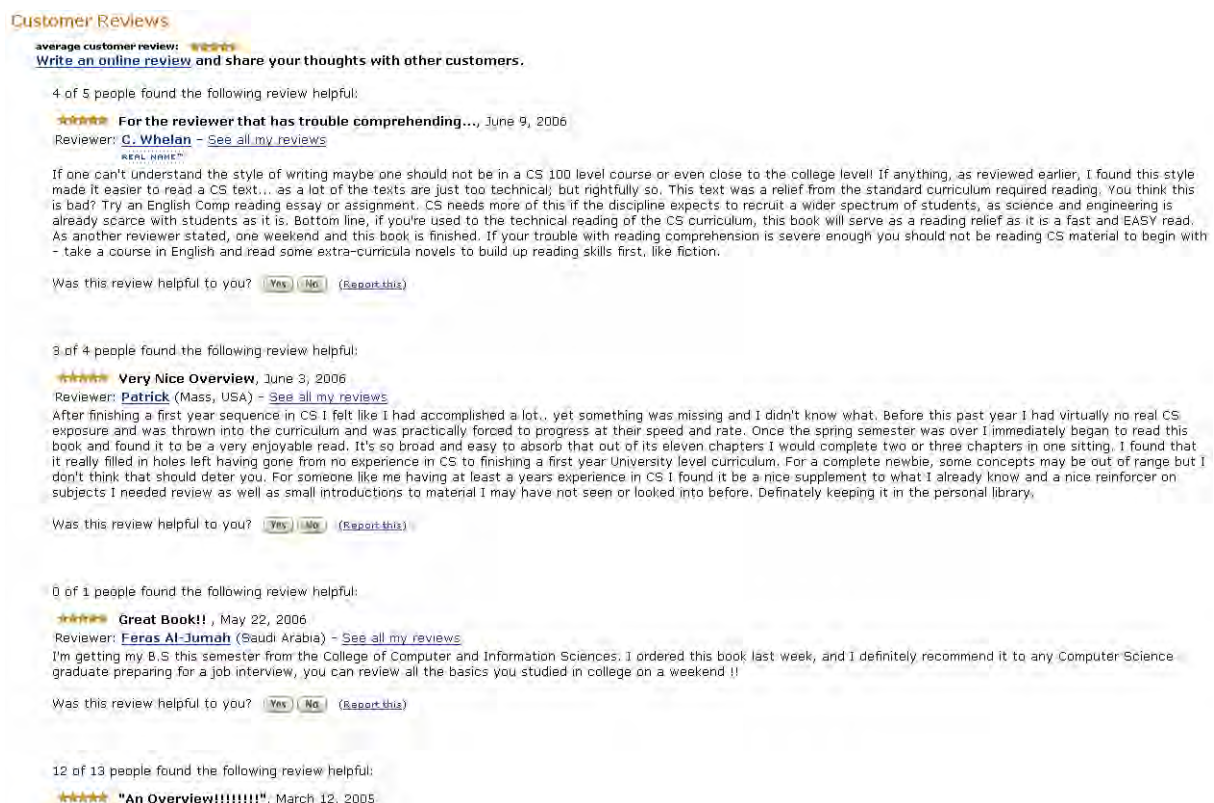 Customer Reviews
average customer review:
Write an online review and share your thoughts with other customers.
4 of 5 people found the following review helpful:
For the reviewer that has trouble comprehending..., June 9, 2006
Reviewer: C. Whelan - See all my reviews
REAL NAME™
If one can't understand the style of writing maybe one should not be in a CS 100 level course or even close to the college level! If anything, as reviewed earlier, I found this style
made it easier to read a CS text... as a lot of the texts are just too technical; but rightfully so. This text was a relief from the standard curriculum required reading. You think this
is bad? Try an English Comp reading essay or assignment. CS needs more of this if the discipline expects to recruit a wider spectrum of students, as science and engineering is
already scarce with students as it is. Bottom line, if you're used to the technical reading of the CS curriculum, this book will serve as a reading relief as it is a fast and EASY read.
As another reviewer stated, one weekend and this book is finished. If your trouble with reading comprehension is severe enough you should not be reading CS material to begin with
- take a course in English and read some extra-curricula novels to build up reading skills first, like fiction.
Was this review helpful to you? Yes No (Report this)
3 of 4 people found the following review helpful:
Very Nice Overview, June 3, 2006
Reviewer: Patrick (Mass, USA) - See all my reviews
After finishing a first year sequence in CS I felt like I had accomplished a lot.. yet something was missing and I didn't know what. Before this past year I had virtually no real CS
exposure and was thrown into the curriculum and was practically forced to progress at their speed and rate. Once the spring semester was over I immediately began to read this
book and found it to be a very enjoyable read. It's so broad and easy to absorb that out of its eleven chapters I would complete two or three chapters in one sitting. I found that
it really filled in holes left having gone from no experience in CS to finishing a first year University level curriculum. For a complete newbie, some concepts may be out of range but I
don't think that should deter you. For someone like me having at least a years experience in CS I found it be a nice supplement to what I already know and a nice reinforcer on
subjects I needed review as well as small introductions to material I may have not seen or looked into before. Definately keeping it in the personal library.
Was this review helpful to you? Yes No (Report this)
0 of 1 people found the following review helpful:
Great Book!! , May 22, 2006
Reviewer: Feras Al-Jumah (Saudi Arabia) - See all my reviews
I'm getting my B.S this semester from the College of Computer and Information Sciences. I ordered this book last week, and I definitely recommend it to any Computer Science
graduate preparing for a job interview, you can review all the basics you studied in college on a weekend !!
Was this review helpful to you? Yes No (Report this)
12 of 13 people found the following review helpful:
"An Overview!!!!!!!!", March 12, 2005